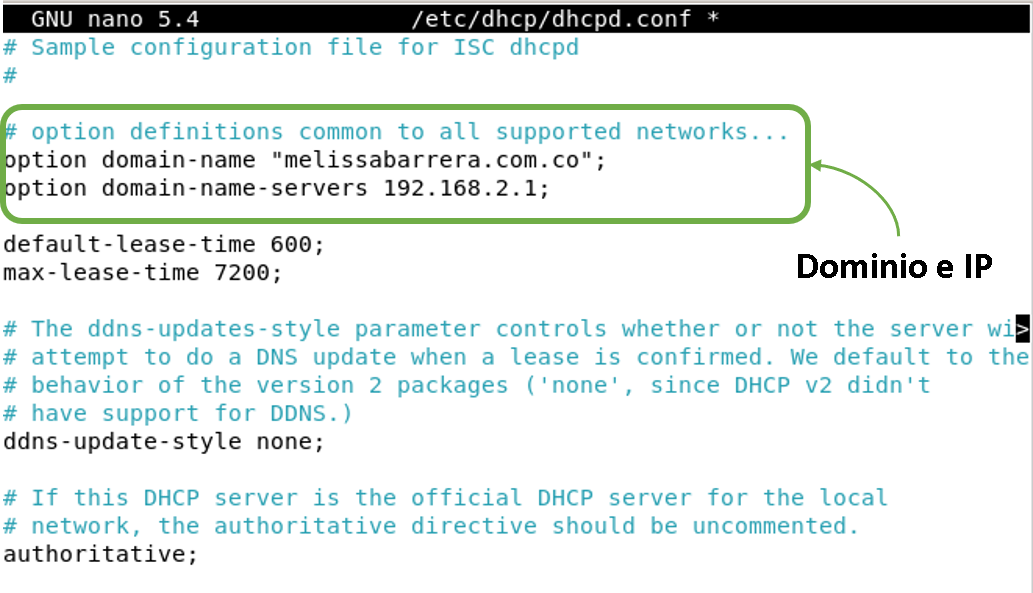 GNU nano 5.4 /etc/dhcp/dhcpd.conf *
# Sample configuration file for ISC dhcpd
#
# option definitions common to all supported networks...
option domain-name "melissabarrera.com.co";
option domain-name-servers 192.168.2.1;
default-lease-time 600;
max-lease-time 7200;
Dominio e IP
# The ddns-updates-style parameter controls whether or not the server wi>
# attempt to do a DNS update when a lease is confirmed. We default to the
# behavior of the version 2 packages ('none', since DHCP v2 didn't
# have support for DDNS.)
ddns-update-style none;
# If this DHCP server is the official DHCP server for the local
# network, the authoritative directive should be uncommented.
authoritative;